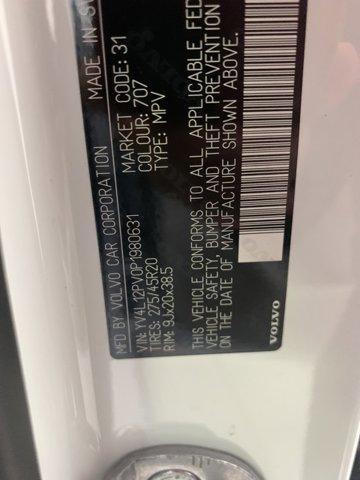 MFD BY VOLVO CAR CORPORATION
MADE IN
VIN: YV4L12PV0P1980631
MARKET CODE: 31
TIRES: 275/45R20
COLOUR: 707
RIM: 9Jx20x38.5
TYPE: MPV
THIS VEHICLE CONFORMS TO ALL APPLICABLE
VEHICLE SAFETY, BUMPER AND THEFT PREVENTION
ON THE DATE OF MANUFACTURE SHOWN ABOVE.
VOLVO